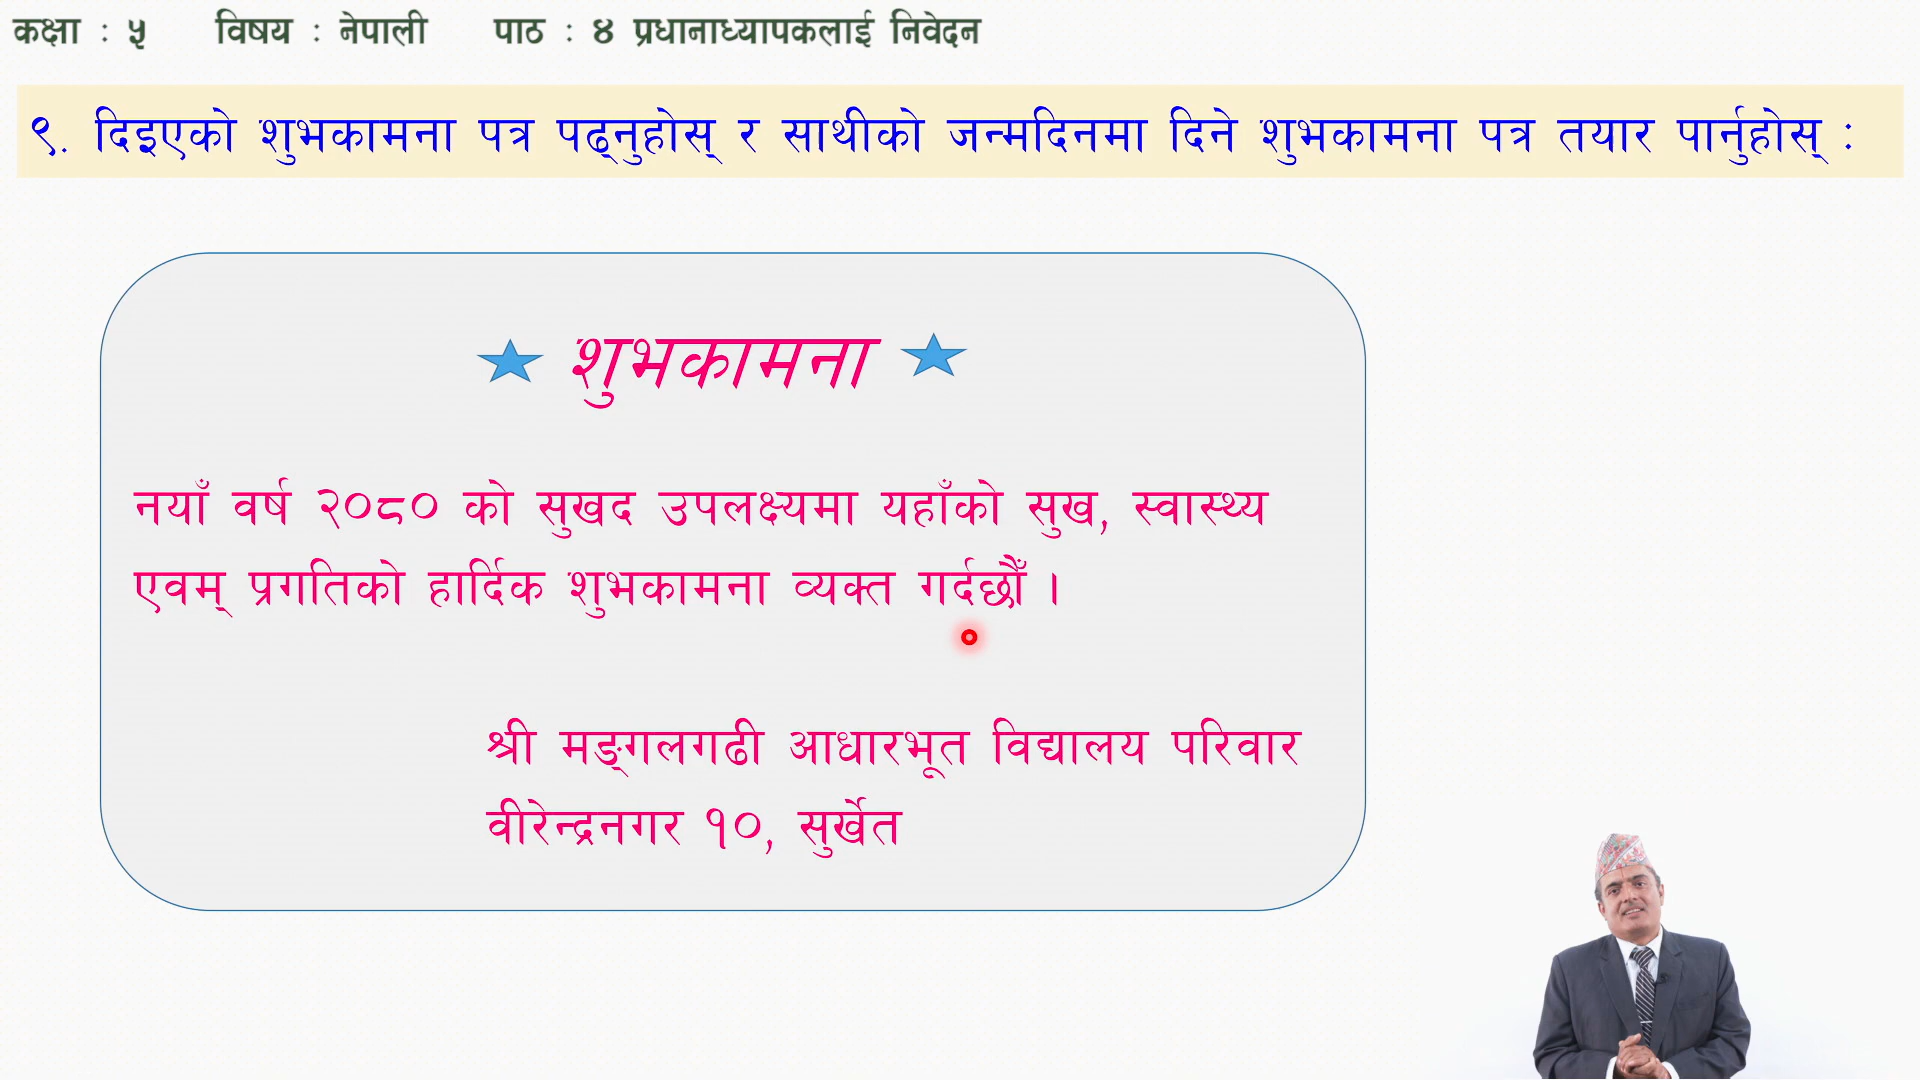 कक्षा : ५ विषय : नेपाली पाठ : ४ प्रधानाध्यापकलाई निवेदन
९. दिइएको शुभकामना पत्र पढ्नुहोस् र साथीको जन्मदिनमा दिने शुभकामना पत्र तयार पार्नुहोस् :
शुभकामना
नयाँ वर्ष २०८० को सुखद उपलक्ष्यमा यहाँको सुख, स्वास्थ्य
एवम् प्रगतिको हार्दिक शुभकामना व्यक्त गर्दछौँ ।
श्री मङ्गलगढी आधारभूत विद्यालय परिवार
वीरेन्द्रनगर १०, सुर्खेत